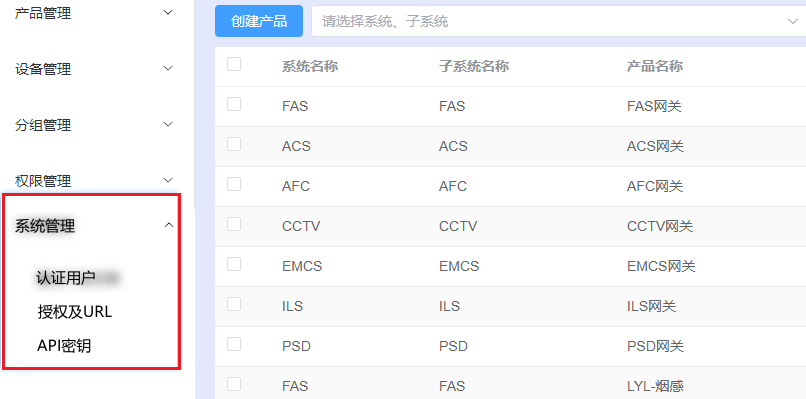 产品管理
设备管理
分组管理
权限管理
系统管理
认证用户
授权及URL
API密钥
创建产品 请选择系统、子系统
系统名称 子系统名称 产品名称
FAS FAS FAS网关
ACS ACS ACS网关
AFC AFC AFC网关
CCTV CCTV CCTV网关
EMCS EMCS EMCS网关
ILS ILS ILS网关
PSD PSD PSD网关
FAS FAS LYL-烟感